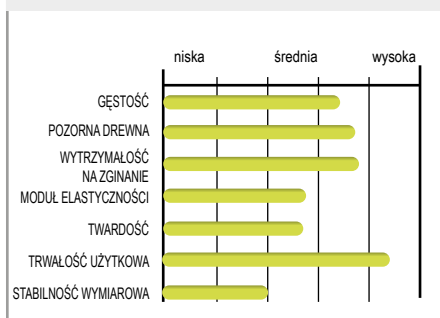 niska średnia wysoka
GĘSTOŚĆ
POZORNA DREWNA
WYTRZYMAŁOŚĆ
NA ZGINANIE
MODUŁ ELASTYCZNOŚCI
TWARDOŚĆ
TRWAŁOŚĆ UŻYTKOWA
STABILNOŚĆ WYMIAROWA